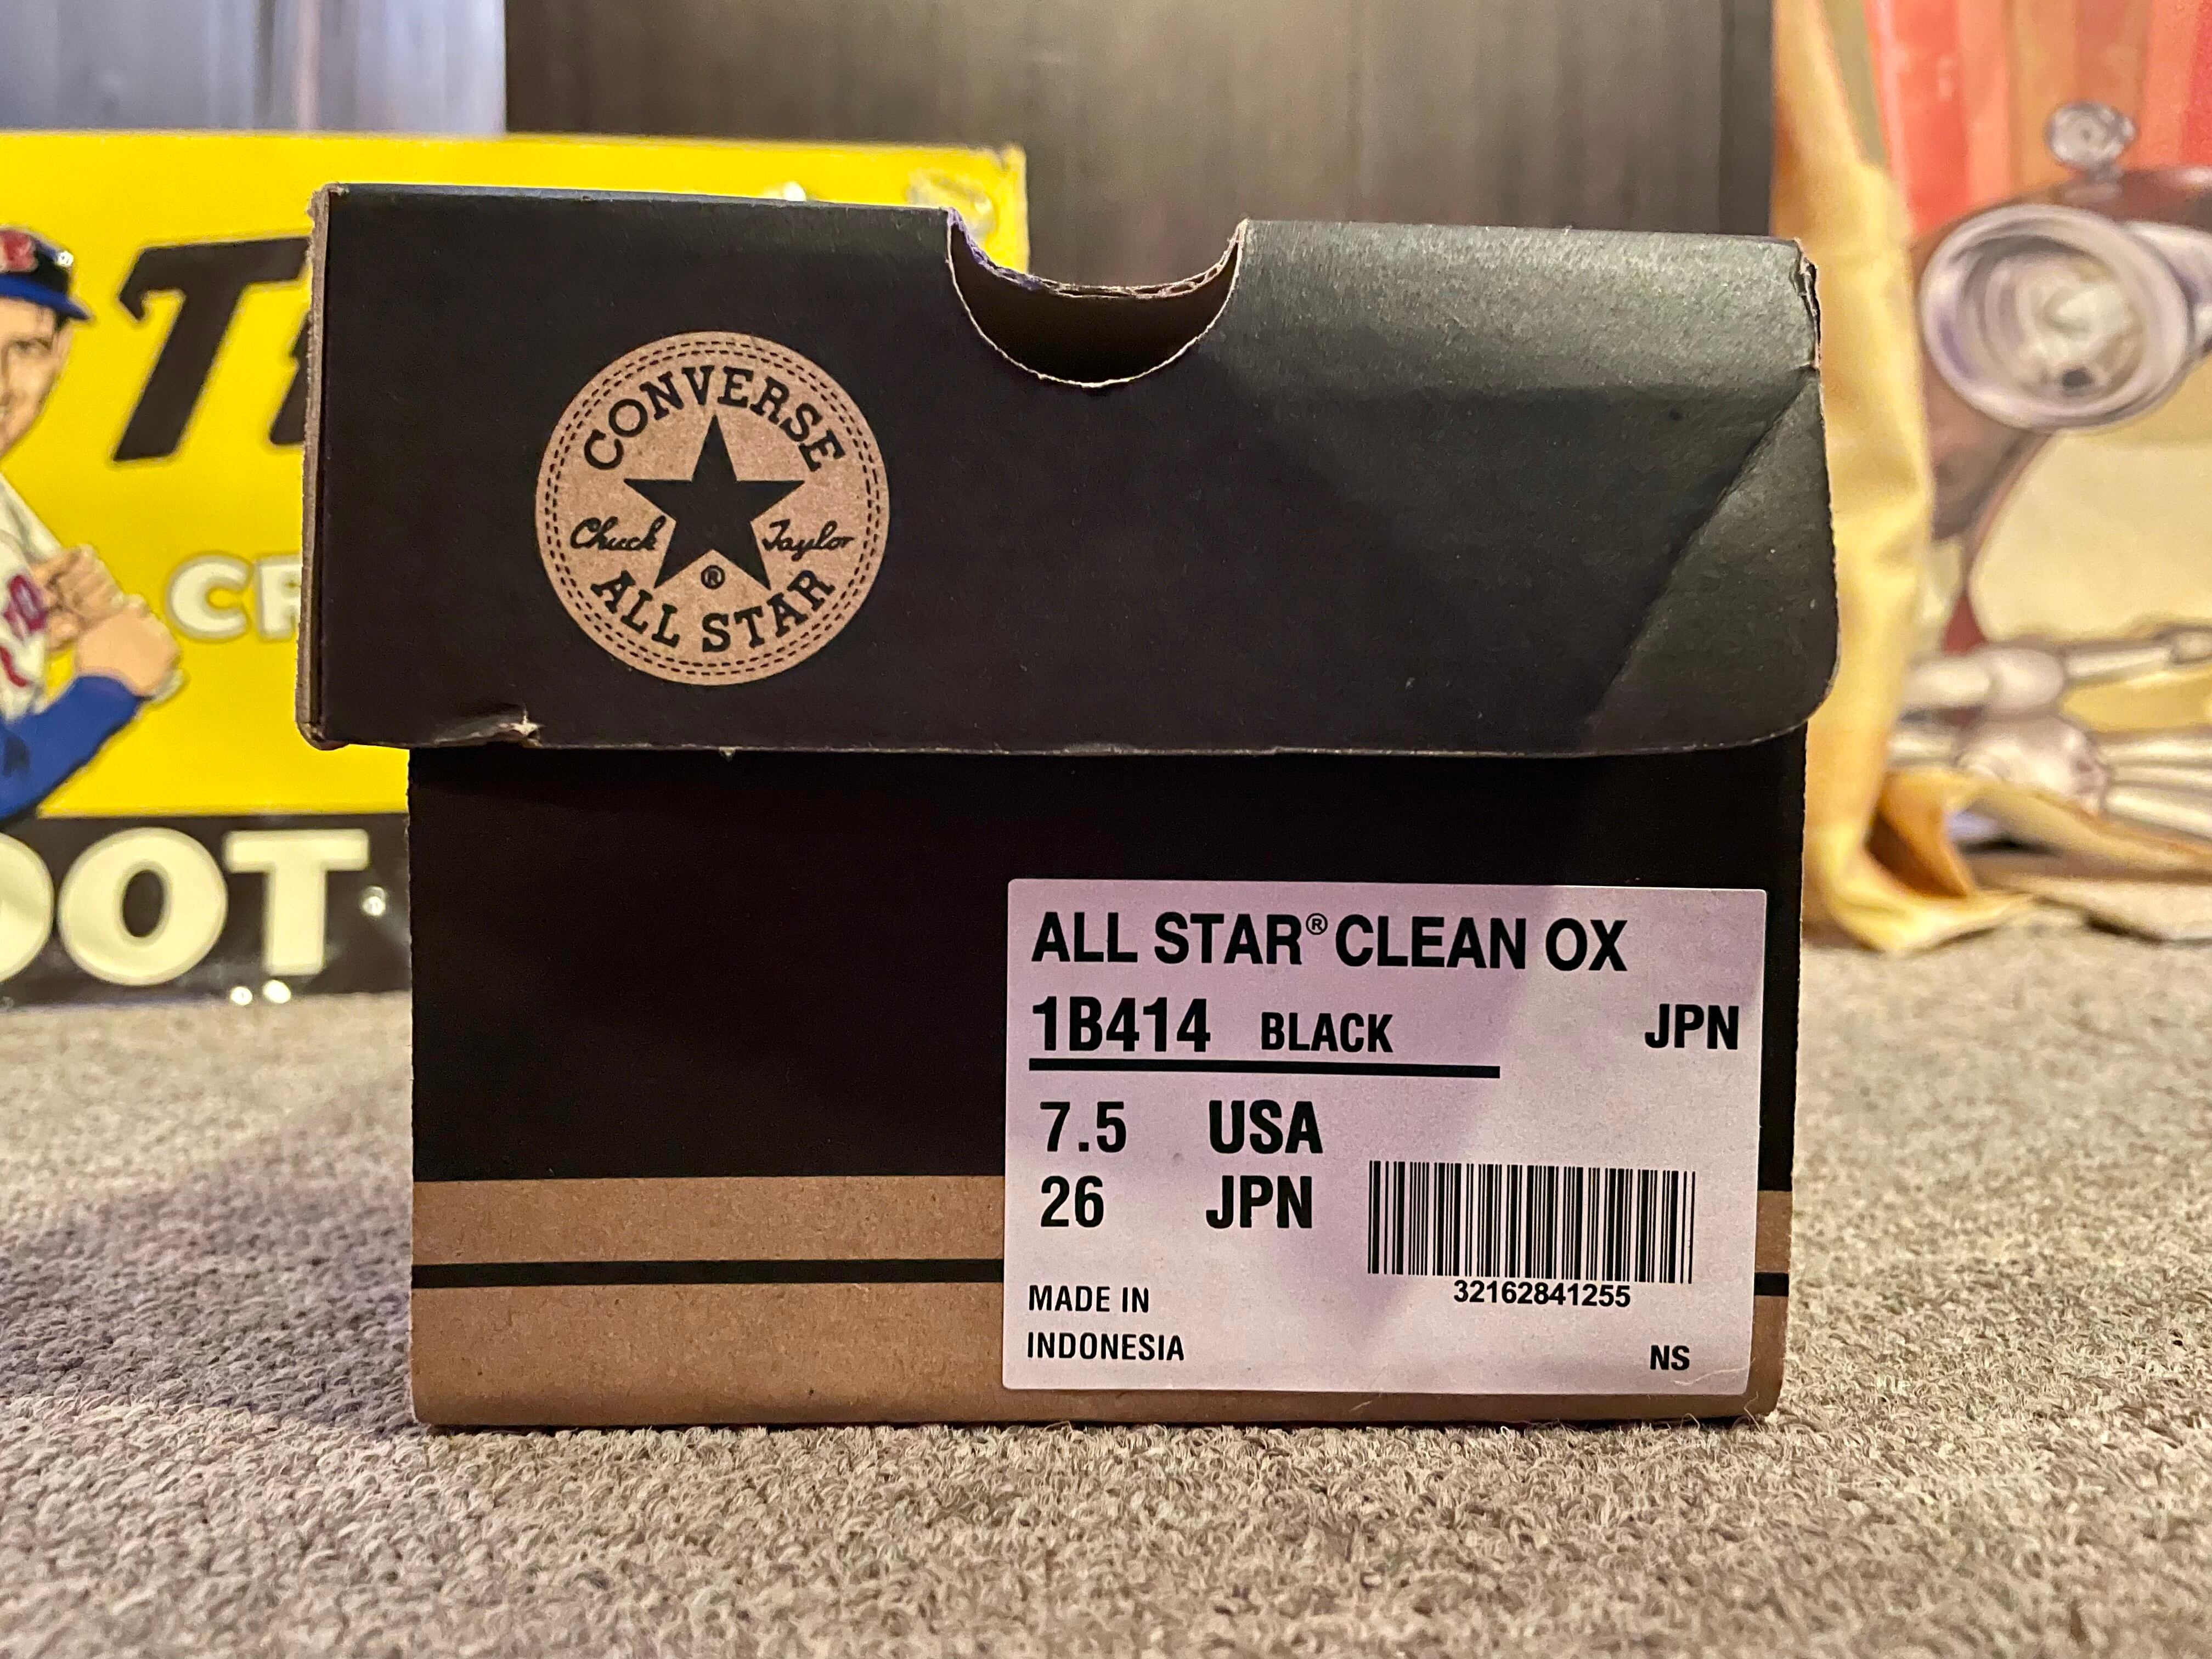 CONVERSE
Chuck Taylor
®
ALL STAR
ALL STAR® CLEAN OX
1B414 BLACK JPN
7.5 USA
26 JPN
32162841255
MADE IN
INDONESIA
NS